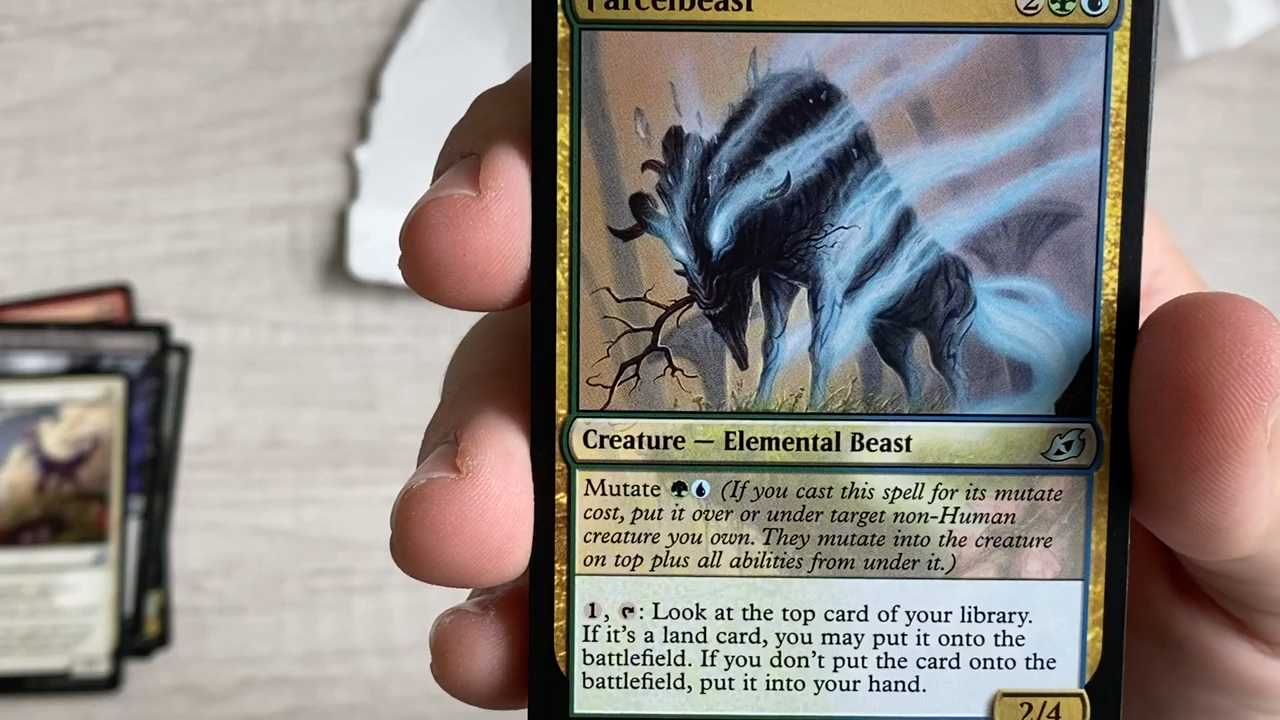 Parcelbeast 2
Creature — Elemental Beast
Mutate (If you cast this spell for its mutate
cost, put it over or under target non-Human
creature you own. They mutate into the creature
on top plus all abilities from under it.)
1, : Look at the top card of your library.
If it's a land card, you may put it onto the
battlefield. If you don't put the card onto the
battlefield, put it into your hand.
2/4